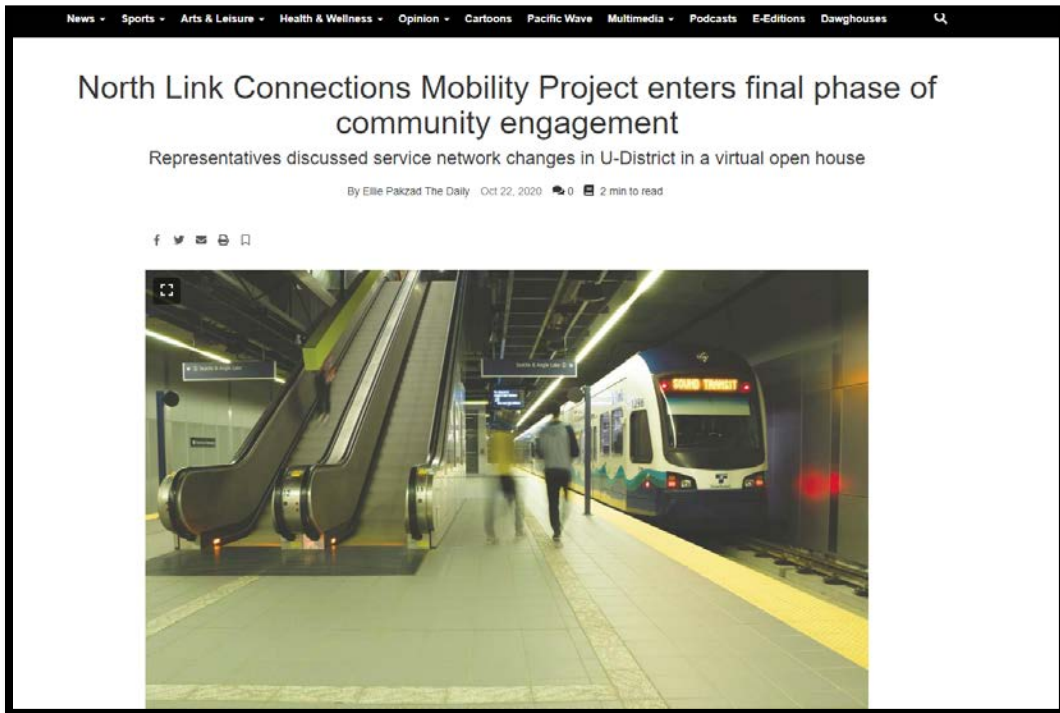 News Sports Arts & Leisure Health & Wellness Opinion Cartoons Pacific Wave Multimedia Podcasts E-Editions Dawghouses
North Link Connections Mobility Project enters final phase of
community engagement
Representatives discussed service network changes in U-District in a virtual open house
By Ellie Pakzad The Daily Oct 22, 2020 0 2 min to read
SOUND TRANSIT